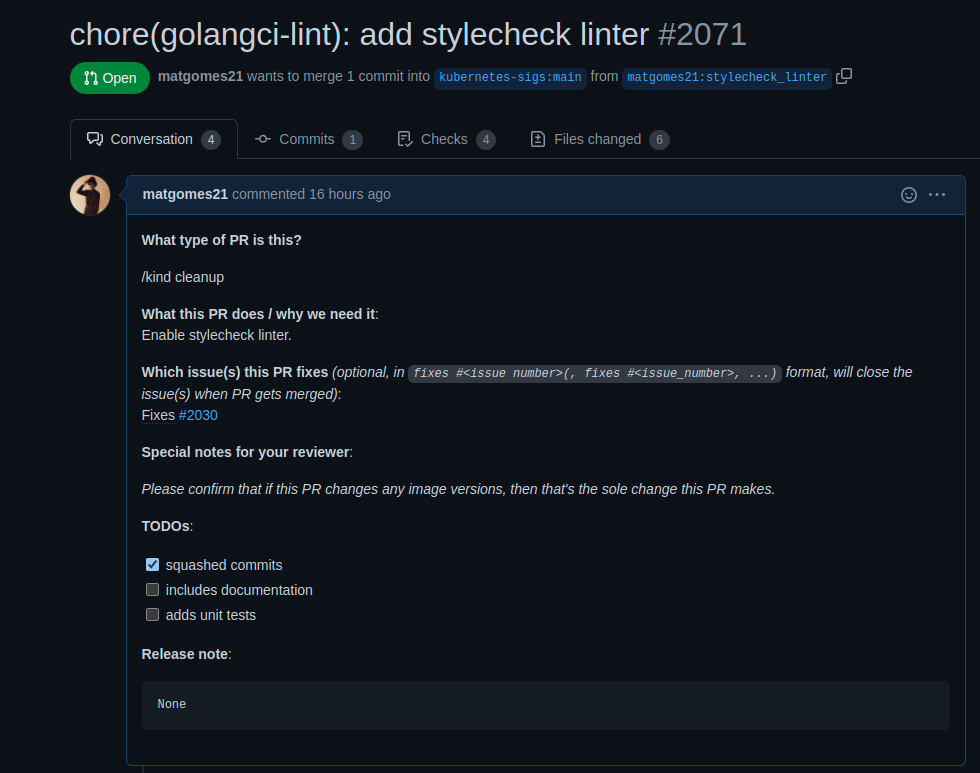 chore(golangci-lint): add stylecheck linter #2071
Open matgomes21 wants to merge 1 commit into kubernetes-sigs:main from matgomes21:stylecheck_linter
Conversation 4 Commits 1 Checks 4 Files changed 6
matgomes21 commented 16 hours ago
What type of PR is this?
/kind cleanup
What this PR does / why we need it:
Enable stylecheck linter.
Which issue(s) this PR fixes (optional, in fixes #<issue number>(, fixes #<issue_number>, ...) format, will close the
issue(s) when PR gets merged):
Fixes #2030
Special notes for your reviewer:
Please confirm that if this PR changes any image versions, then that's the sole change this PR makes.
TODOs:
squashed commits
includes documentation
adds unit tests
Release note:
None